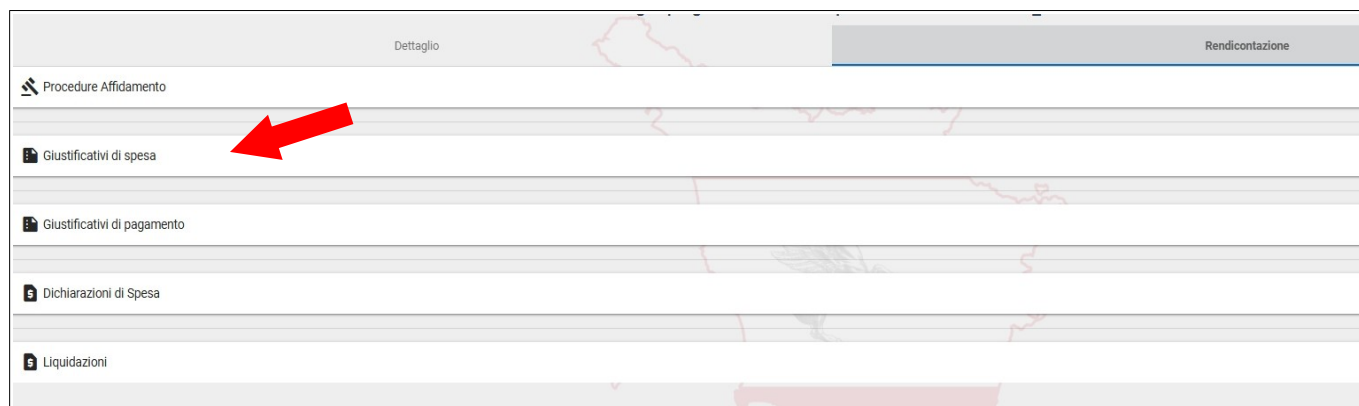 Dettaglio Rendicontazione
Procedure Affidamento
Giustificativi di spesa
Giustificativi di pagamento
Dichiarazioni di Spesa
Liquidazioni